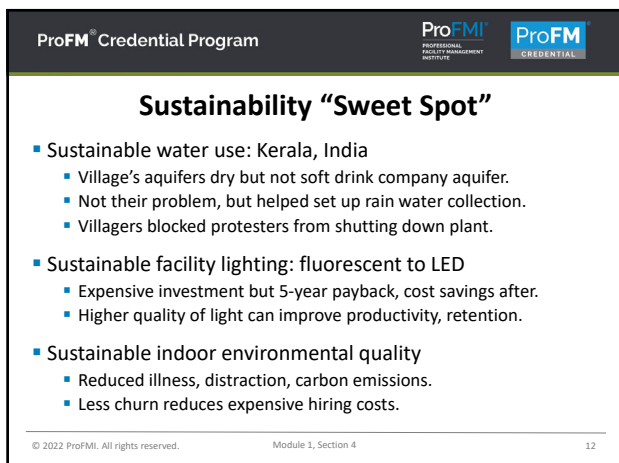 ProFM® Credential Program
ProFMI®
PROFESSIONAL
FACILITY MANAGEMENT
INSTITUTE
ProFM®
CREDENTIAL
Sustainability “Sweet Spot”
▪ Sustainable water use: Kerala, India
▪ Village’s aquifers dry but not soft drink company aquifer.
▪ Not their problem, but helped set up rain water collection.
▪ Villagers blocked protesters from shutting down plant.
▪ Sustainable facility lighting: fluorescent to LED
▪ Expensive investment but 5-year payback, cost savings after.
▪ Higher quality of light can improve productivity, retention.
▪ Sustainable indoor environmental quality
▪ Reduced illness, distraction, carbon emissions.
▪ Less churn reduces expensive hiring costs.
© 2022 ProFMI. All rights reserved. Module 1, Section 4 12